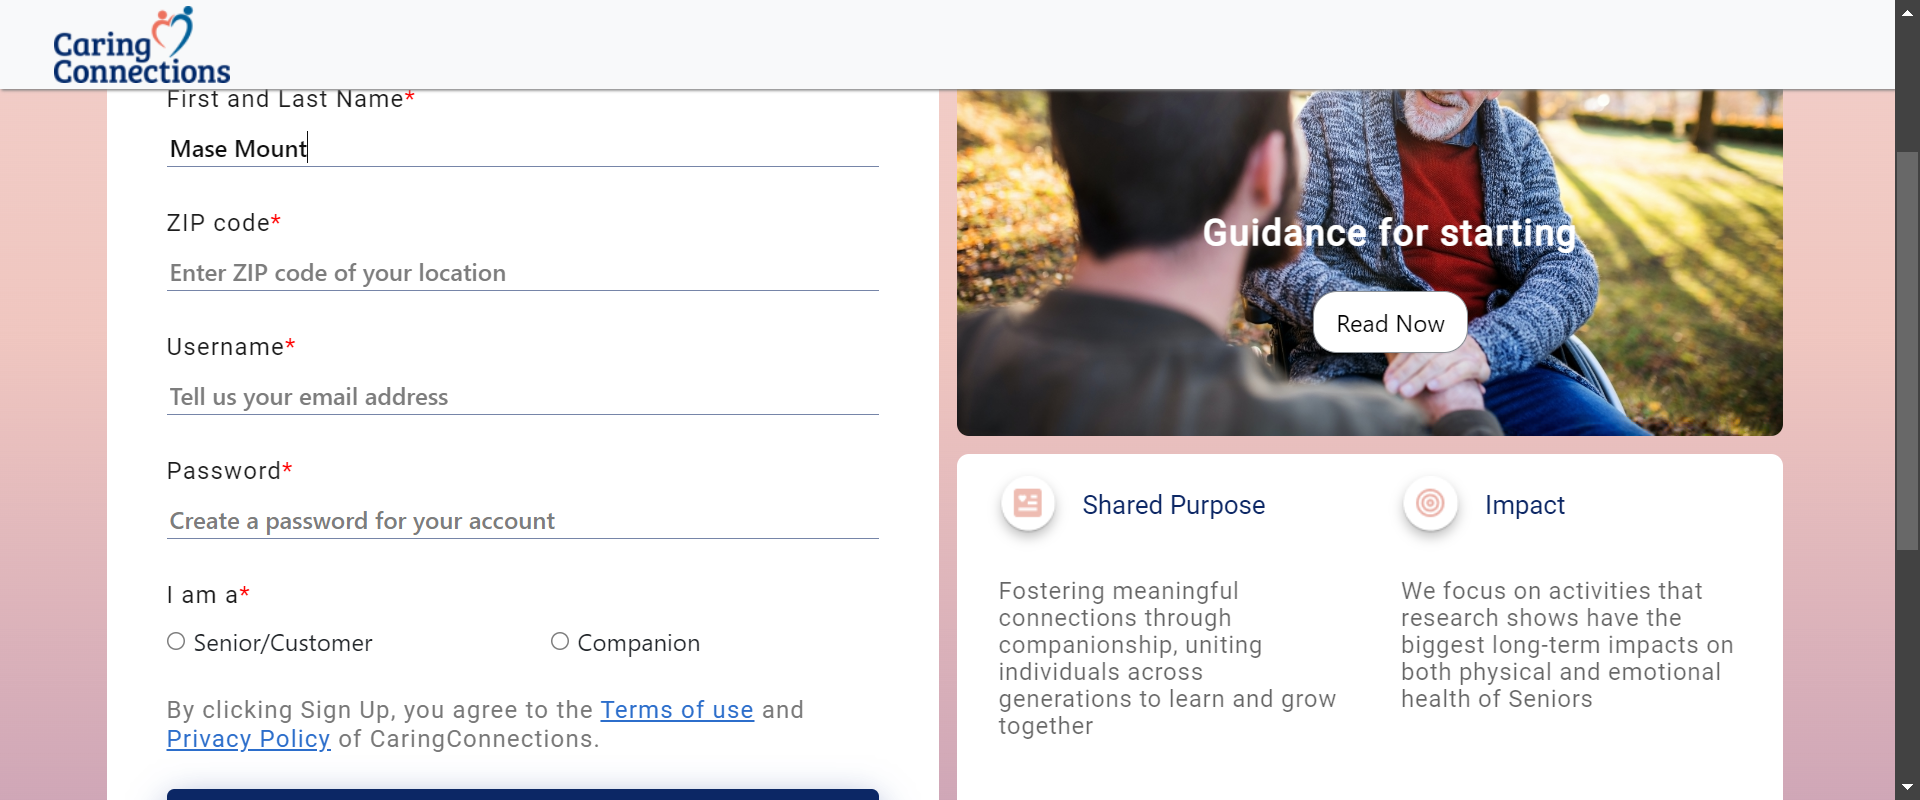 Caring
Connections
First and Last Name*
Mase Mount
ZIP code*
Enter ZIP code of your location
Username*
Tell us your email address
Password*
Create a password for your account
I am a*
Senior/Customer
Companion
By clicking Sign Up, you agree to the Terms of use and
Privacy Policy of CaringConnections.
Guidance for starting
Read Now
Shared Purpose
Fostering meaningful
connections through
companionship, uniting
individuals across
generations to learn and grow
together
Impact
We focus on activities that
research shows have the
biggest long-term impacts on
both physical and emotional
health of Seniors